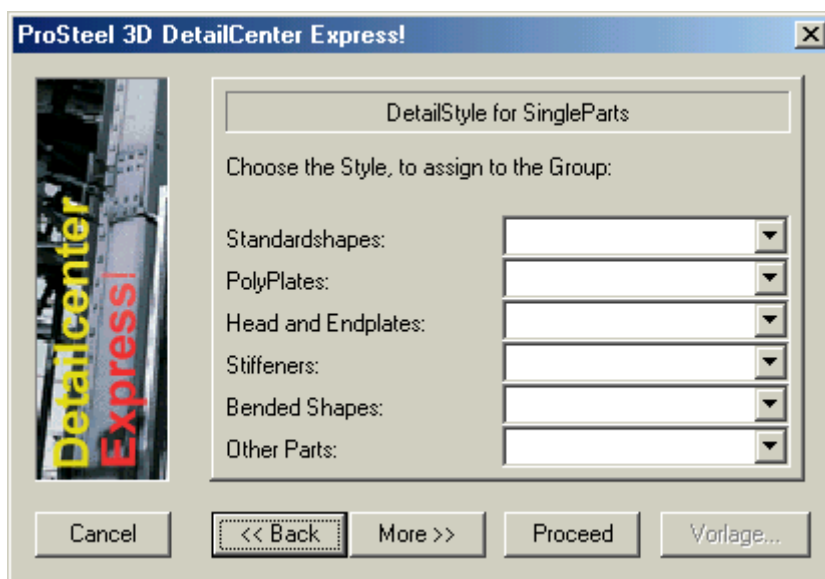 ProSteel 3D DetailCenter Express!
Detailcenter
Express!
DetailStyle for SingleParts
Choose the Style, to assign to the Group:
Standardshapes:
PolyPlates:
Head and Endplates:
Stiffeners:
Bended Shapes:
Other Parts:
Cancel
<< Back
More >>
Proceed
Vorlage...